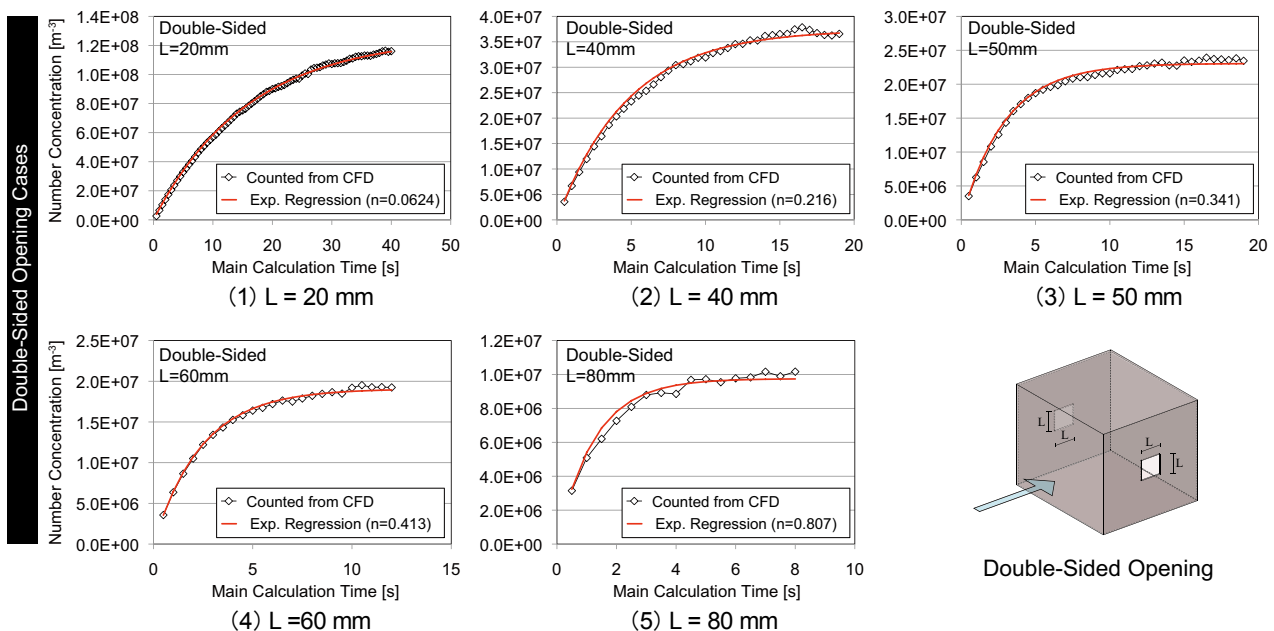 Double-Sided Opening Cases
Number Concentration [m-3]
1.4E+08
1.2E+08
1.0E+08
8.0E+07
6.0E+07
4.0E+07
2.0E+07
0.0E+00
Double-Sided
L=20mm
Counted from CFD
Exp. Regression (n=0.0624)
0 10 20 30 40 50
Main Calculation Time [s]
(1) L = 20 mm
4.0E+07
3.5E+07
3.0E+07
2.5E+07
2.0E+07
1.5E+07
1.0E+07
5.0E+06
0.0E+00
Double-Sided
L=40mm
Counted from CFD
Exp. Regression (n=0.216)
0 5 10 15 20
Main Calculation Time [s]
(2) L = 40 mm
3.0E+07
2.5E+07
2.0E+07
1.5E+07
1.0E+07
5.0E+06
0.0E+00
Double-Sided
L=50mm
Counted from CFD
Exp. Regression (n=0.341)
0 5 10 15 20
Main Calculation Time [s]
(3) L = 50 mm
Number Concentration [m-3]
2.5E+07
2.0E+07
1.5E+07
1.0E+07
5.0E+06
0.0E+00
Double-Sided
L=60mm
Counted from CFD
Exp. Regression (n=0.413)
0 5 10 15
Main Calculation Time [s]
(4) L =60 mm
1.2E+07
1.0E+07
8.0E+06
6.0E+06
4.0E+06
2.0E+06
0.0E+00
Double-Sided
L=80mm
Counted from CFD
Exp. Regression (n=0.807)
0 2 4 6 8 10
Main Calculation Time [s]
(5) L = 80 mm
L
L
L
L
Double-Sided Opening